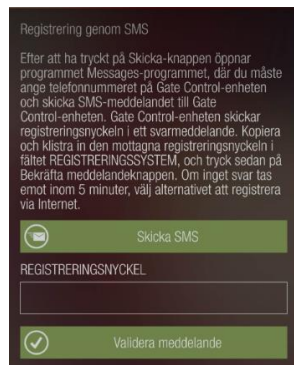 Registrering genom SMS
Efter att ha tryckt på Skicka-knappen öppnar
programmet Messages-programmet, där du måste
ange telefonnummeret på Gate Control-enheten
och skicka SMS-meddelandet till Gate
Control-enheten. Gate Control-enheten skickar
registreringsnyckeln i ett svarmeddelande. Kopiera
och klistra in den mottagna registreringsnyckeln i
fältet REGISTRERINGSSYSTEM, och tryck sedan på
Bekräfta meddelandeknappen. Om inget svar tas
emot inom 5 minuter, välj alternativet att registrera
via Internet.
Skicka SMS
REGISTRERINGSNYCKEL
Validera meddelande